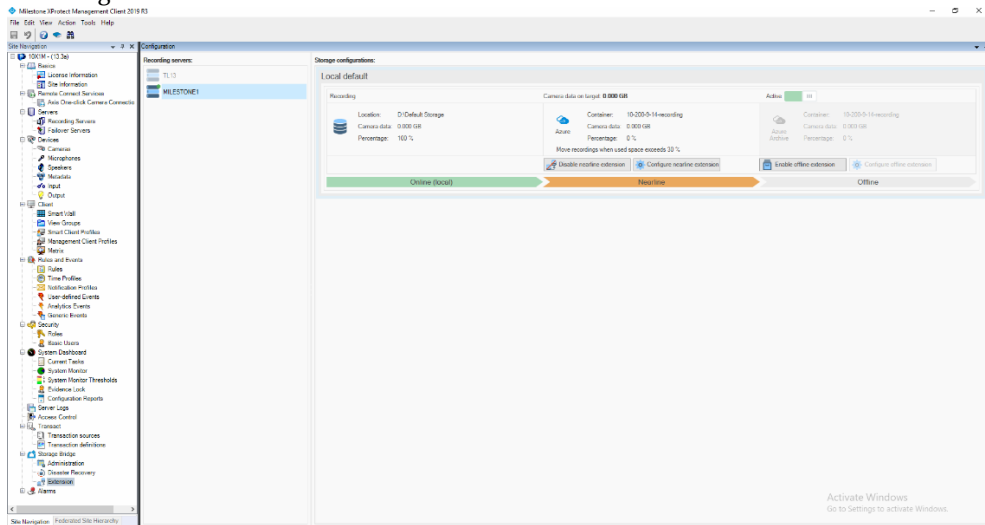 Milestone XProtect Management Client 2019 R3
File Edit View Action Tools Help
Site Navigation
Configuration
Recording servers:
Storage configurations:
TL13
MILESTONE1
Local default
Recording
Camera data on target 0.000 GB
Active
Location: D:\Default Storage
Camera data: 0.000 GB
Percentage: 100 %
Azure
Container: 10-200-9-14-recording
Camera data: 0.000 GB
Percentage: 0 %
Move recordings when used space exceeds 30 %
Azure Archive
Container: 10-200-9-14-recording
Camera data: 0.000 GB
Percentage: 0 %
Disable nearline extension
Configure nearline extension
Enable offline extension
Configure offline extension
Online (local)
Nearline
Offline
Basics
License Information
Site Information
Remote Connect Services
Axis One-click Camera Connectio
Servers
Recording Servers
Failover Servers
Devices
Cameras
Microphones
Speakers
Metadata
Input
Output
Client
Smart Wall
View Groups
Smart Client Profiles
Management Client Profiles
Matrix
Rules and Events
Rules
Time Profiles
Notification Profiles
User-defined Events
Analytics Events
Generic Events
Security
Roles
Basic Users
System Dashboard
Current Tasks
System Monitor
System Monitor Thresholds
Evidence Lock
Configuration Reports
Server Logs
Access Control
Transact
Transaction sources
Transaction definitions
Storage Bridge
Administration
Disaster Recovery
Extension
Alarms
Site Navigation
Federated Site Hierarchy
Activate Windows
Go to Settings to activate Windows.